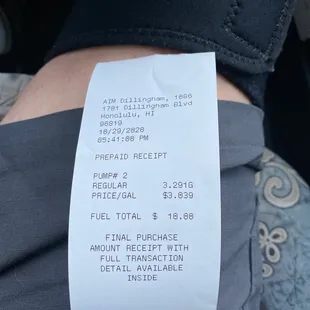 AIM Dillingham, 1606
1701 Dillingham Blvd
Honolulu, HI
96819
10/29/2020
05:41:08 PM
PREPAID RECEIPT
PUMP# 2
REGULAR 3.291G
PRICE/GAL $3.039
FUEL TOTAL $ 10.00
FINAL PURCHASE
AMOUNT RECEIPT WITH
FULL TRANSACTION
DETAIL AVAILABLE
INSIDE